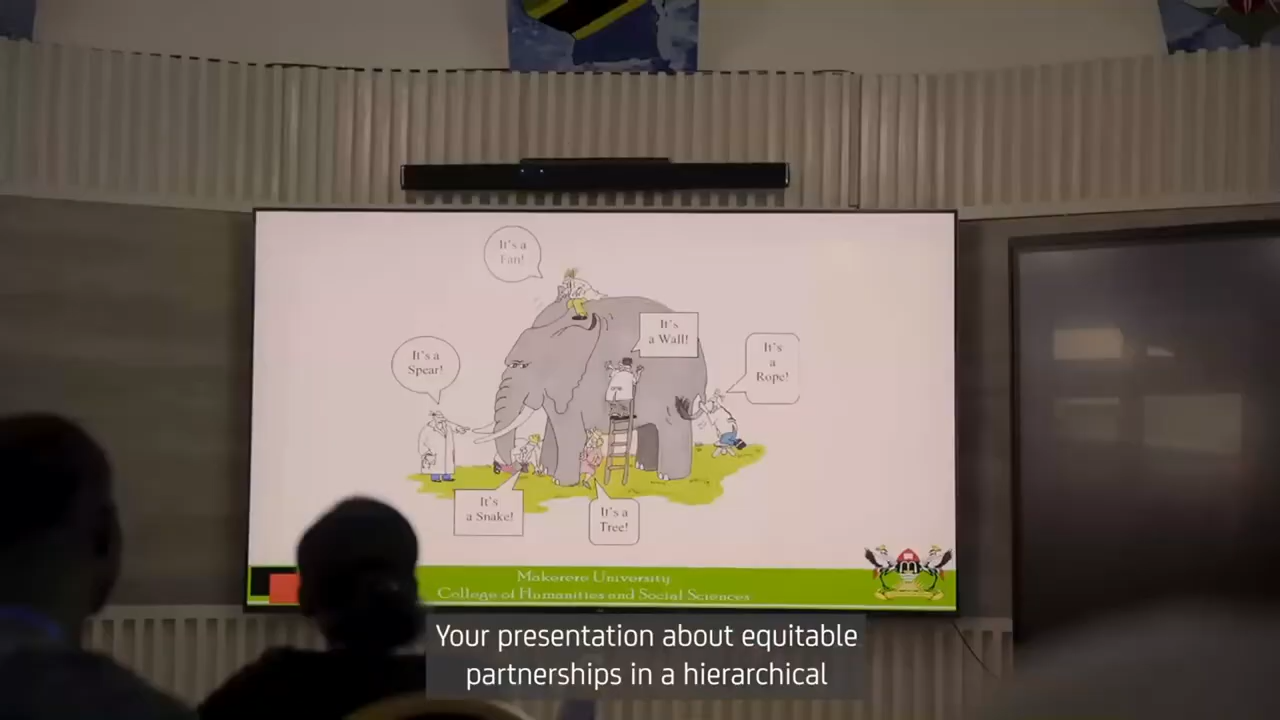 It's a
Fan!
It's
a Wall!
It's a
Spear!
It's
a
Rope!
It's
a Snake!
It's a
Tree!
Makerere University
College of Humanities and Social Sciences
Your presentation about equitable
partnerships in a hierarchical